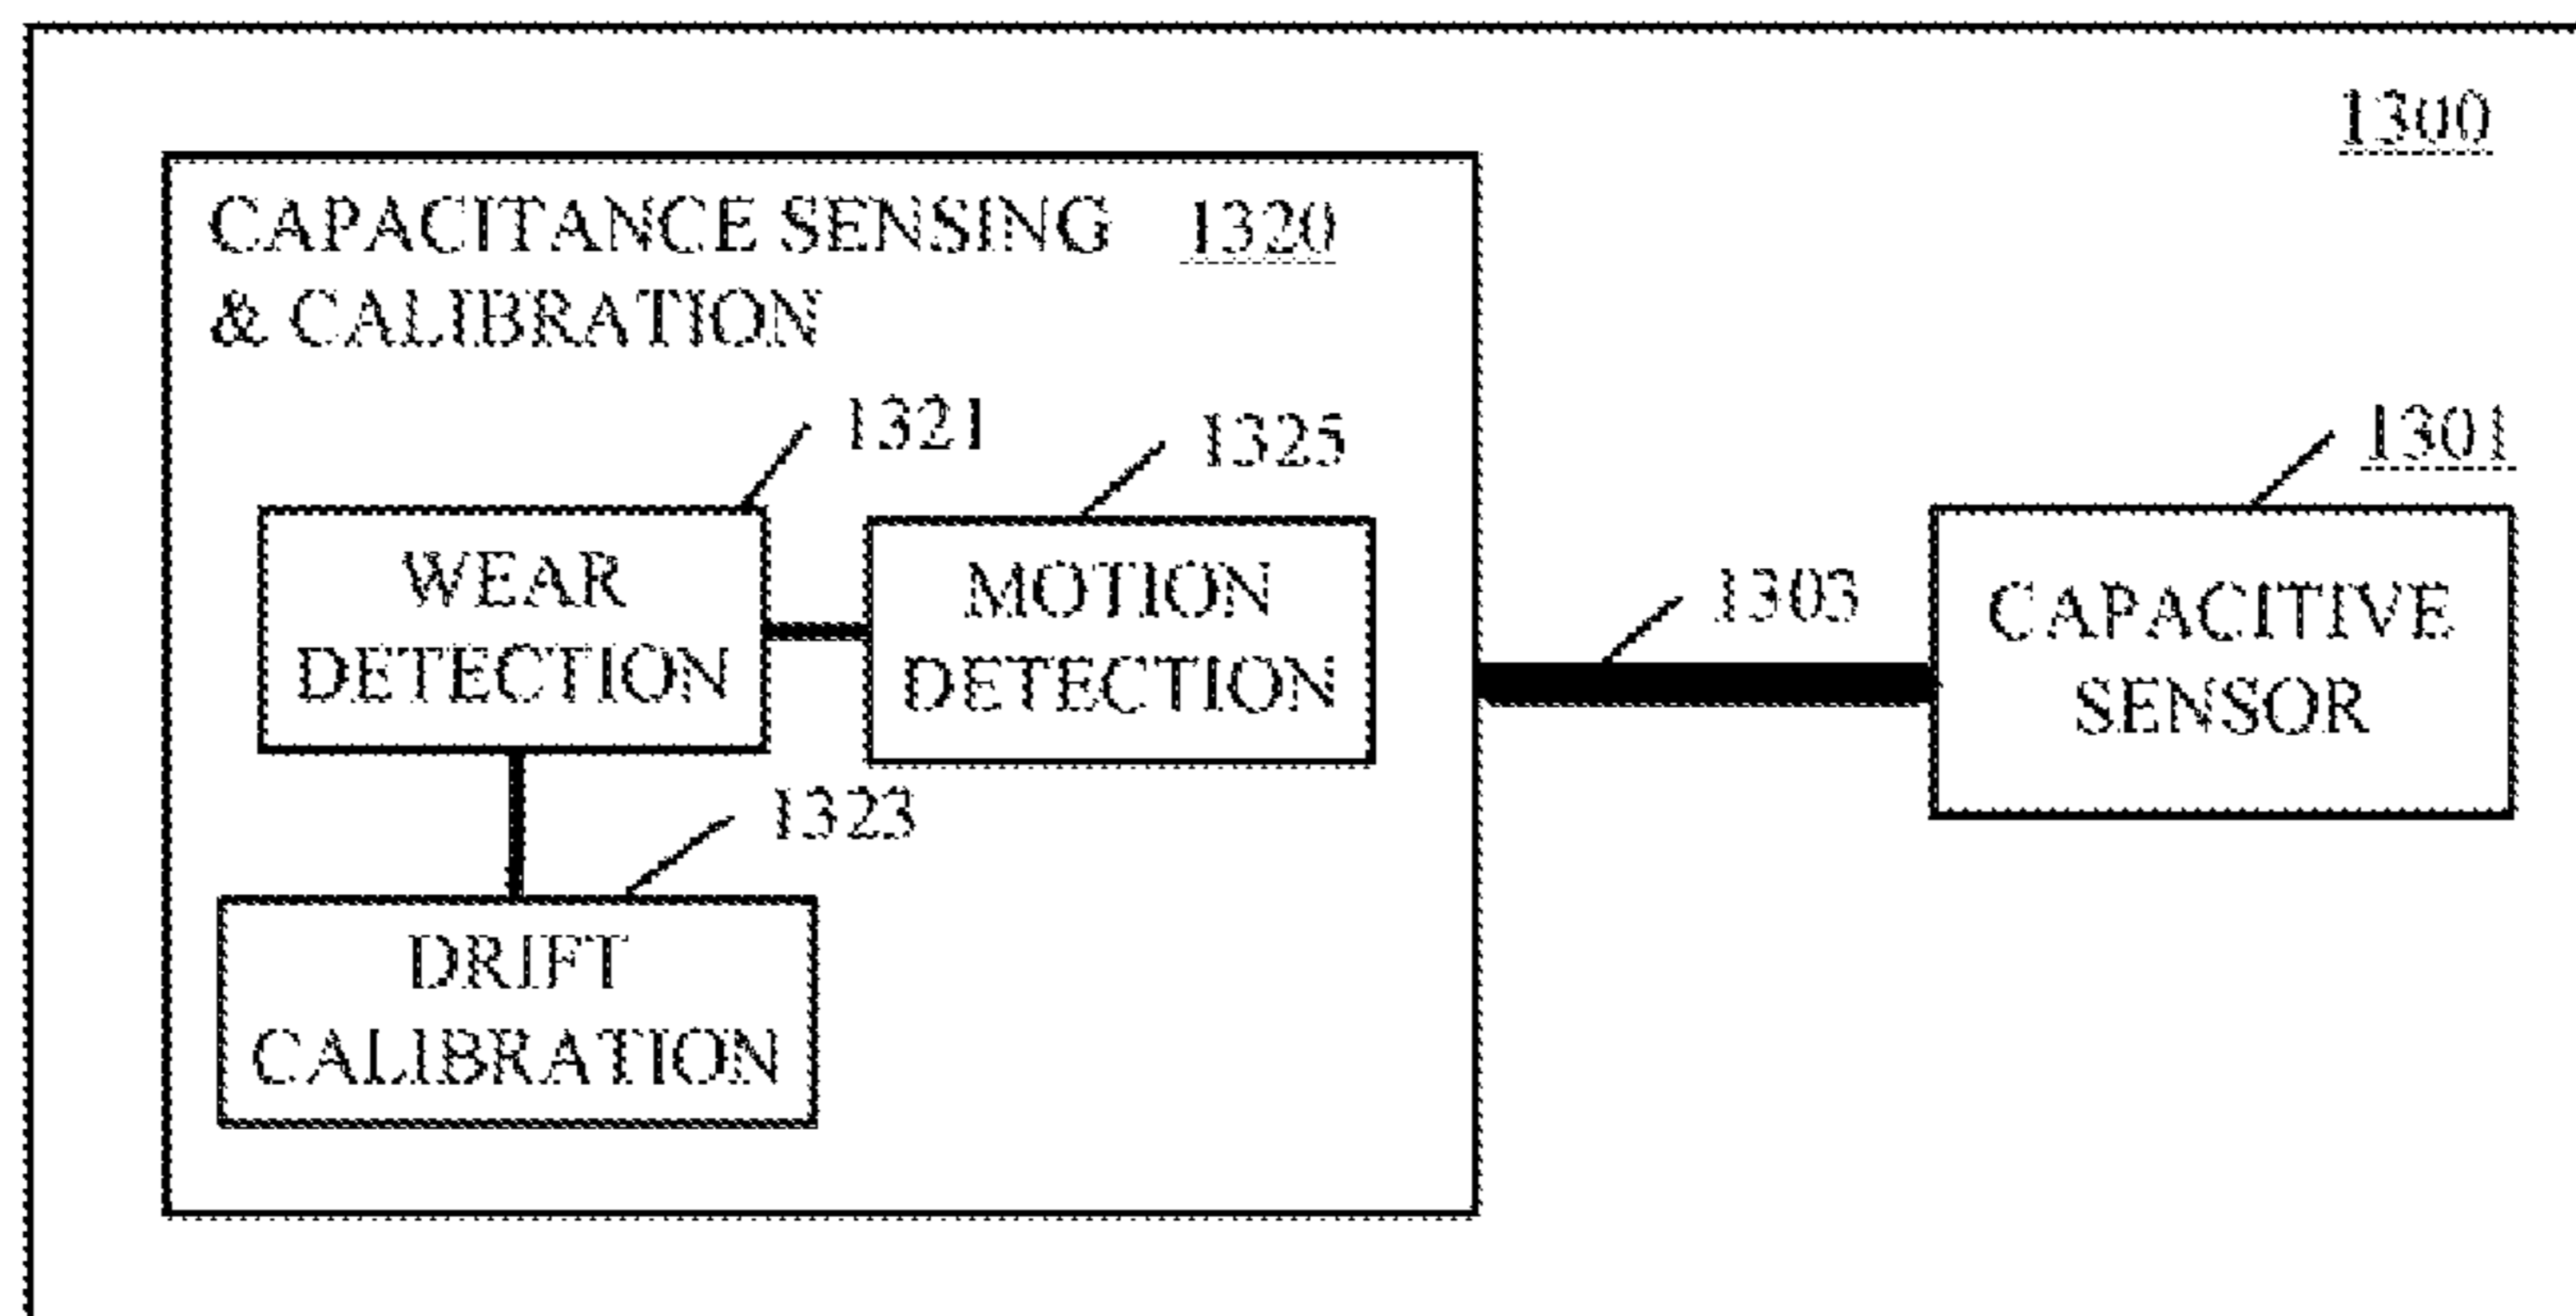 1300
CAPACITANCE SENSING 1320
& CALIBRATION
1321
1325
1301
WEAR
DETECTION
MOTION
DETECTION
1303
CAPACITIVE
SENSOR
1323
DRIFT
CALIBRATION